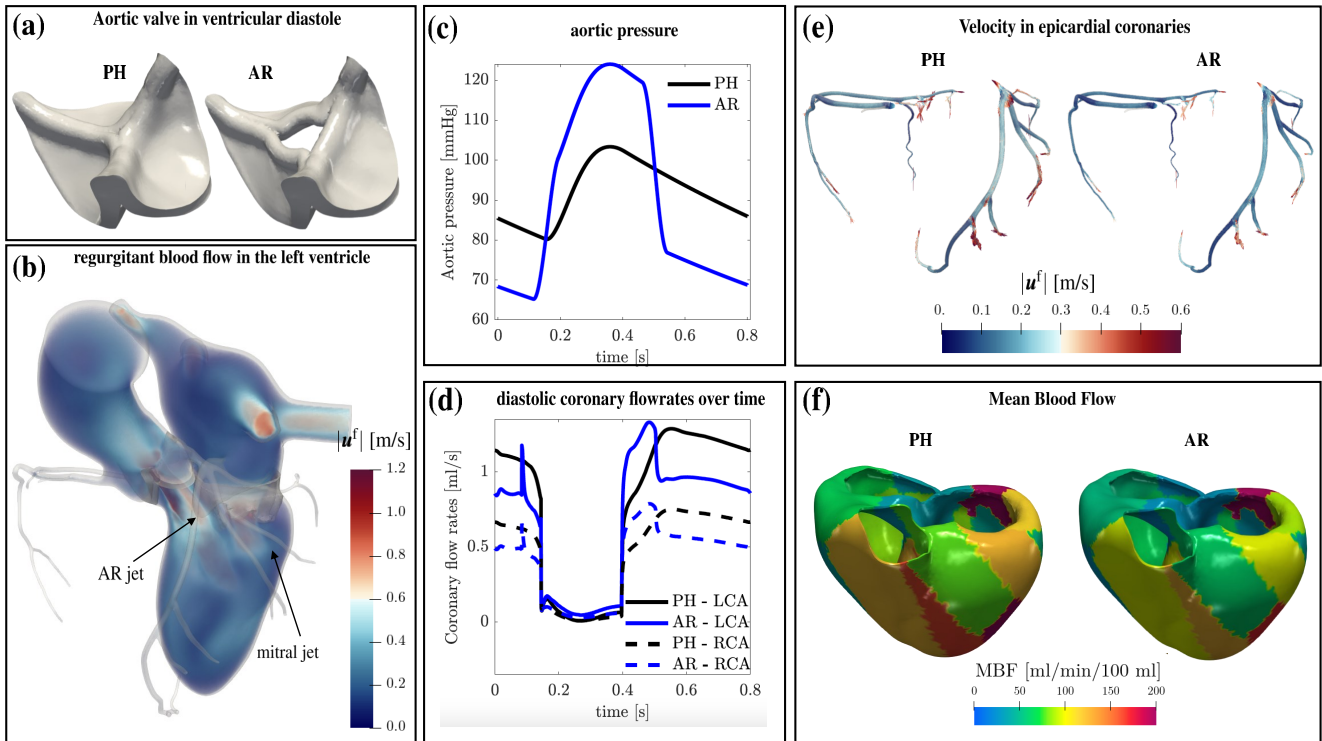 (a)
Aortic valve in ventricular diastole
PH
AR
(b)
regurgitant blood flow in the left ventricle
|u^f| [m/s]
1.2
1.0
0.8
0.6
0.4
0.2
0.0
AR jet
mitral jet
(c)
aortic pressure
Aortic pressure [mmHg]
120
100
80
60
PH
AR
0
0.2
0.4
0.6
0.8
time [s]
(d)
diastolic coronary flowrates over time
Coronary flow rates [ml/s]
1
0.5
0
PH - LCA
AR - LCA
PH - RCA
AR - RCA
0
0.2
0.4
0.6
0.8
time [s]
(e)
Velocity in epicardial coronaries
PH
AR
|u^f| [m/s]
0. 0.1 0.2 0.3 0.4 0.5 0.6
(f)
Mean Blood Flow
PH
AR
MBF [ml/min/100 ml]
0 50 100 150 200